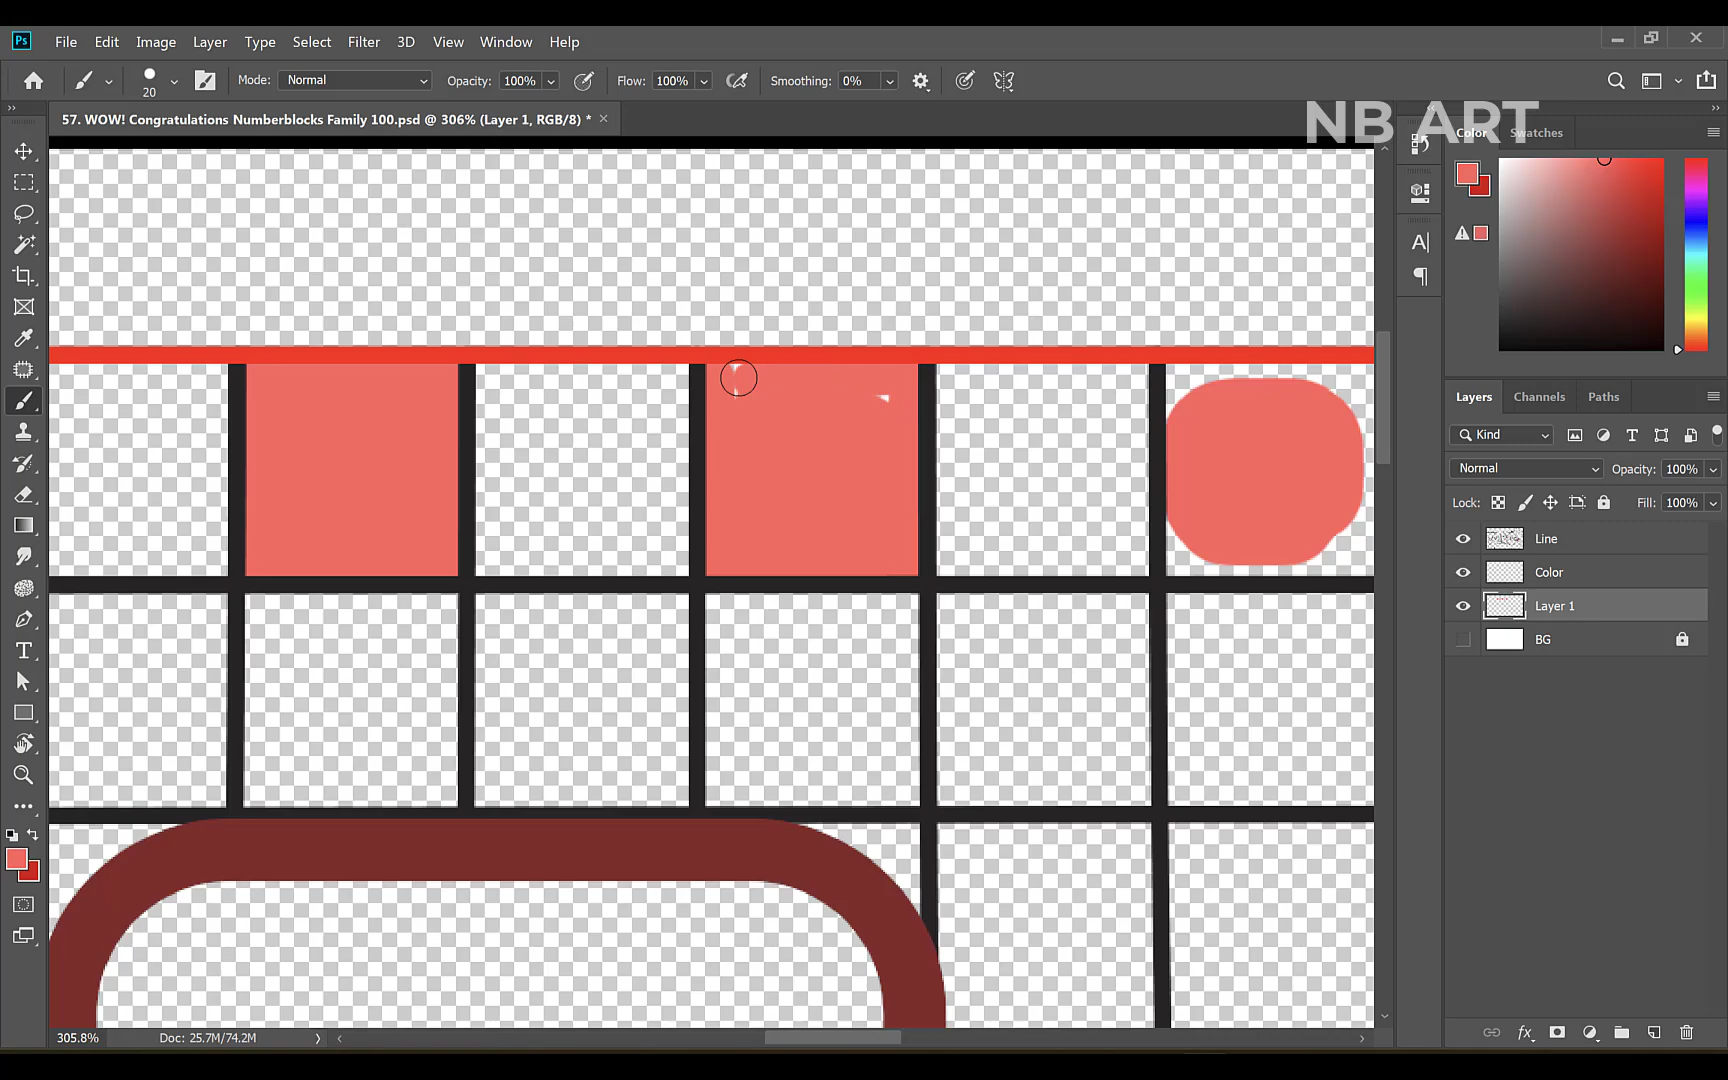 Ps File Edit Image Layer Type Select Filter 3D View Window Help
20 Mode: Normal Opacity: 100% Flow: 100% Smoothing: 0%
57. WOW! Congratulations Numberblocks Family 100.psd @ 306% (Layer 1, RGB/8) *
NB ART
Color Swatches
Layers Channels Paths
Kind
Normal Opacity: 100%
Lock: Fill: 100%
Line
Color
Layer 1
BG
305.8% Doc: 25.7M/74.2M